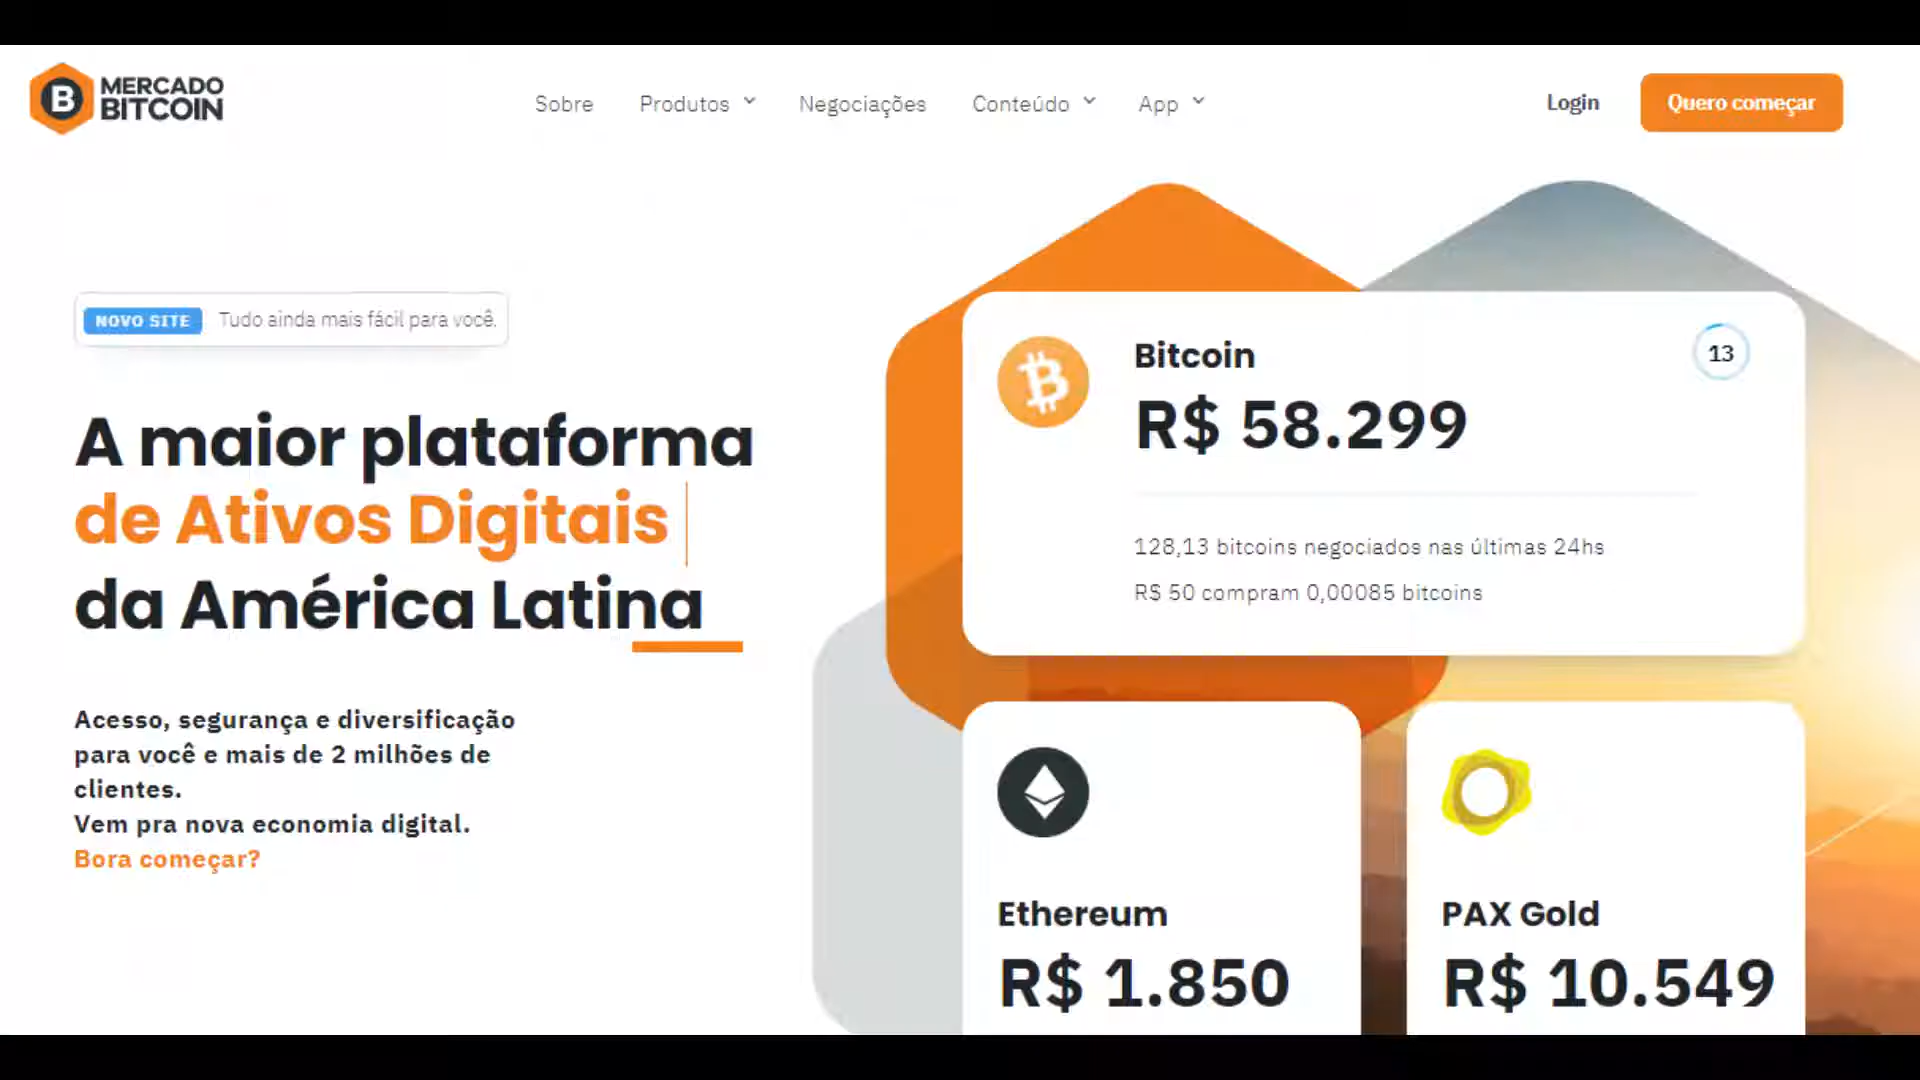 B MERCADO
BITCOIN
Sobre
Produtos
Negociações
Conteúdo
App
Login
Quero começar
NOVO SITE Tudo ainda mais fácil para você.
A maior plataforma
de Ativos Digitais
da América Latina
Acesso, segurança e diversificação
para você e mais de 2 milhões de
clientes.
Vem pra nova economia digital.
Bora começar?
Bitcoin
13
R$ 58.299
128,13 bitcoins negociados nas últimas 24hs
R$ 50 compram 0,00085 bitcoins
Ethereum
R$ 1.850
PAX Gold
R$ 10.549